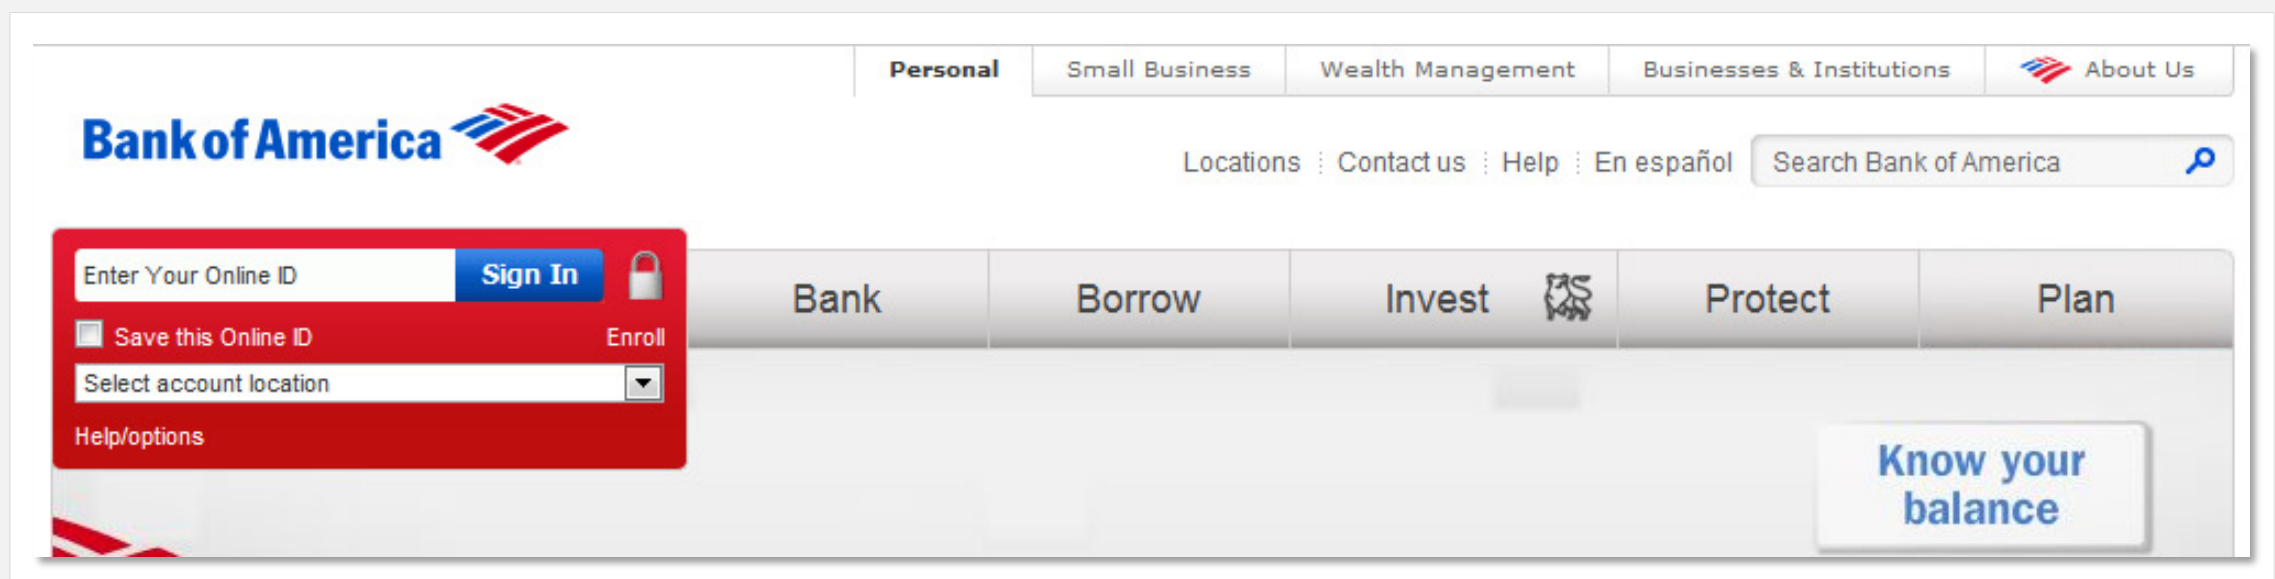 Personal
Small Business
Wealth Management
Businesses & Institutions
About Us
Bank of America
Locations
Contact us
Help
En español
Search Bank of America
Enter Your Online ID
Sign In
Save this Online ID
Enroll
Select account location
Help/options
Bank
Borrow
Invest
Protect
Plan
Know your
balance